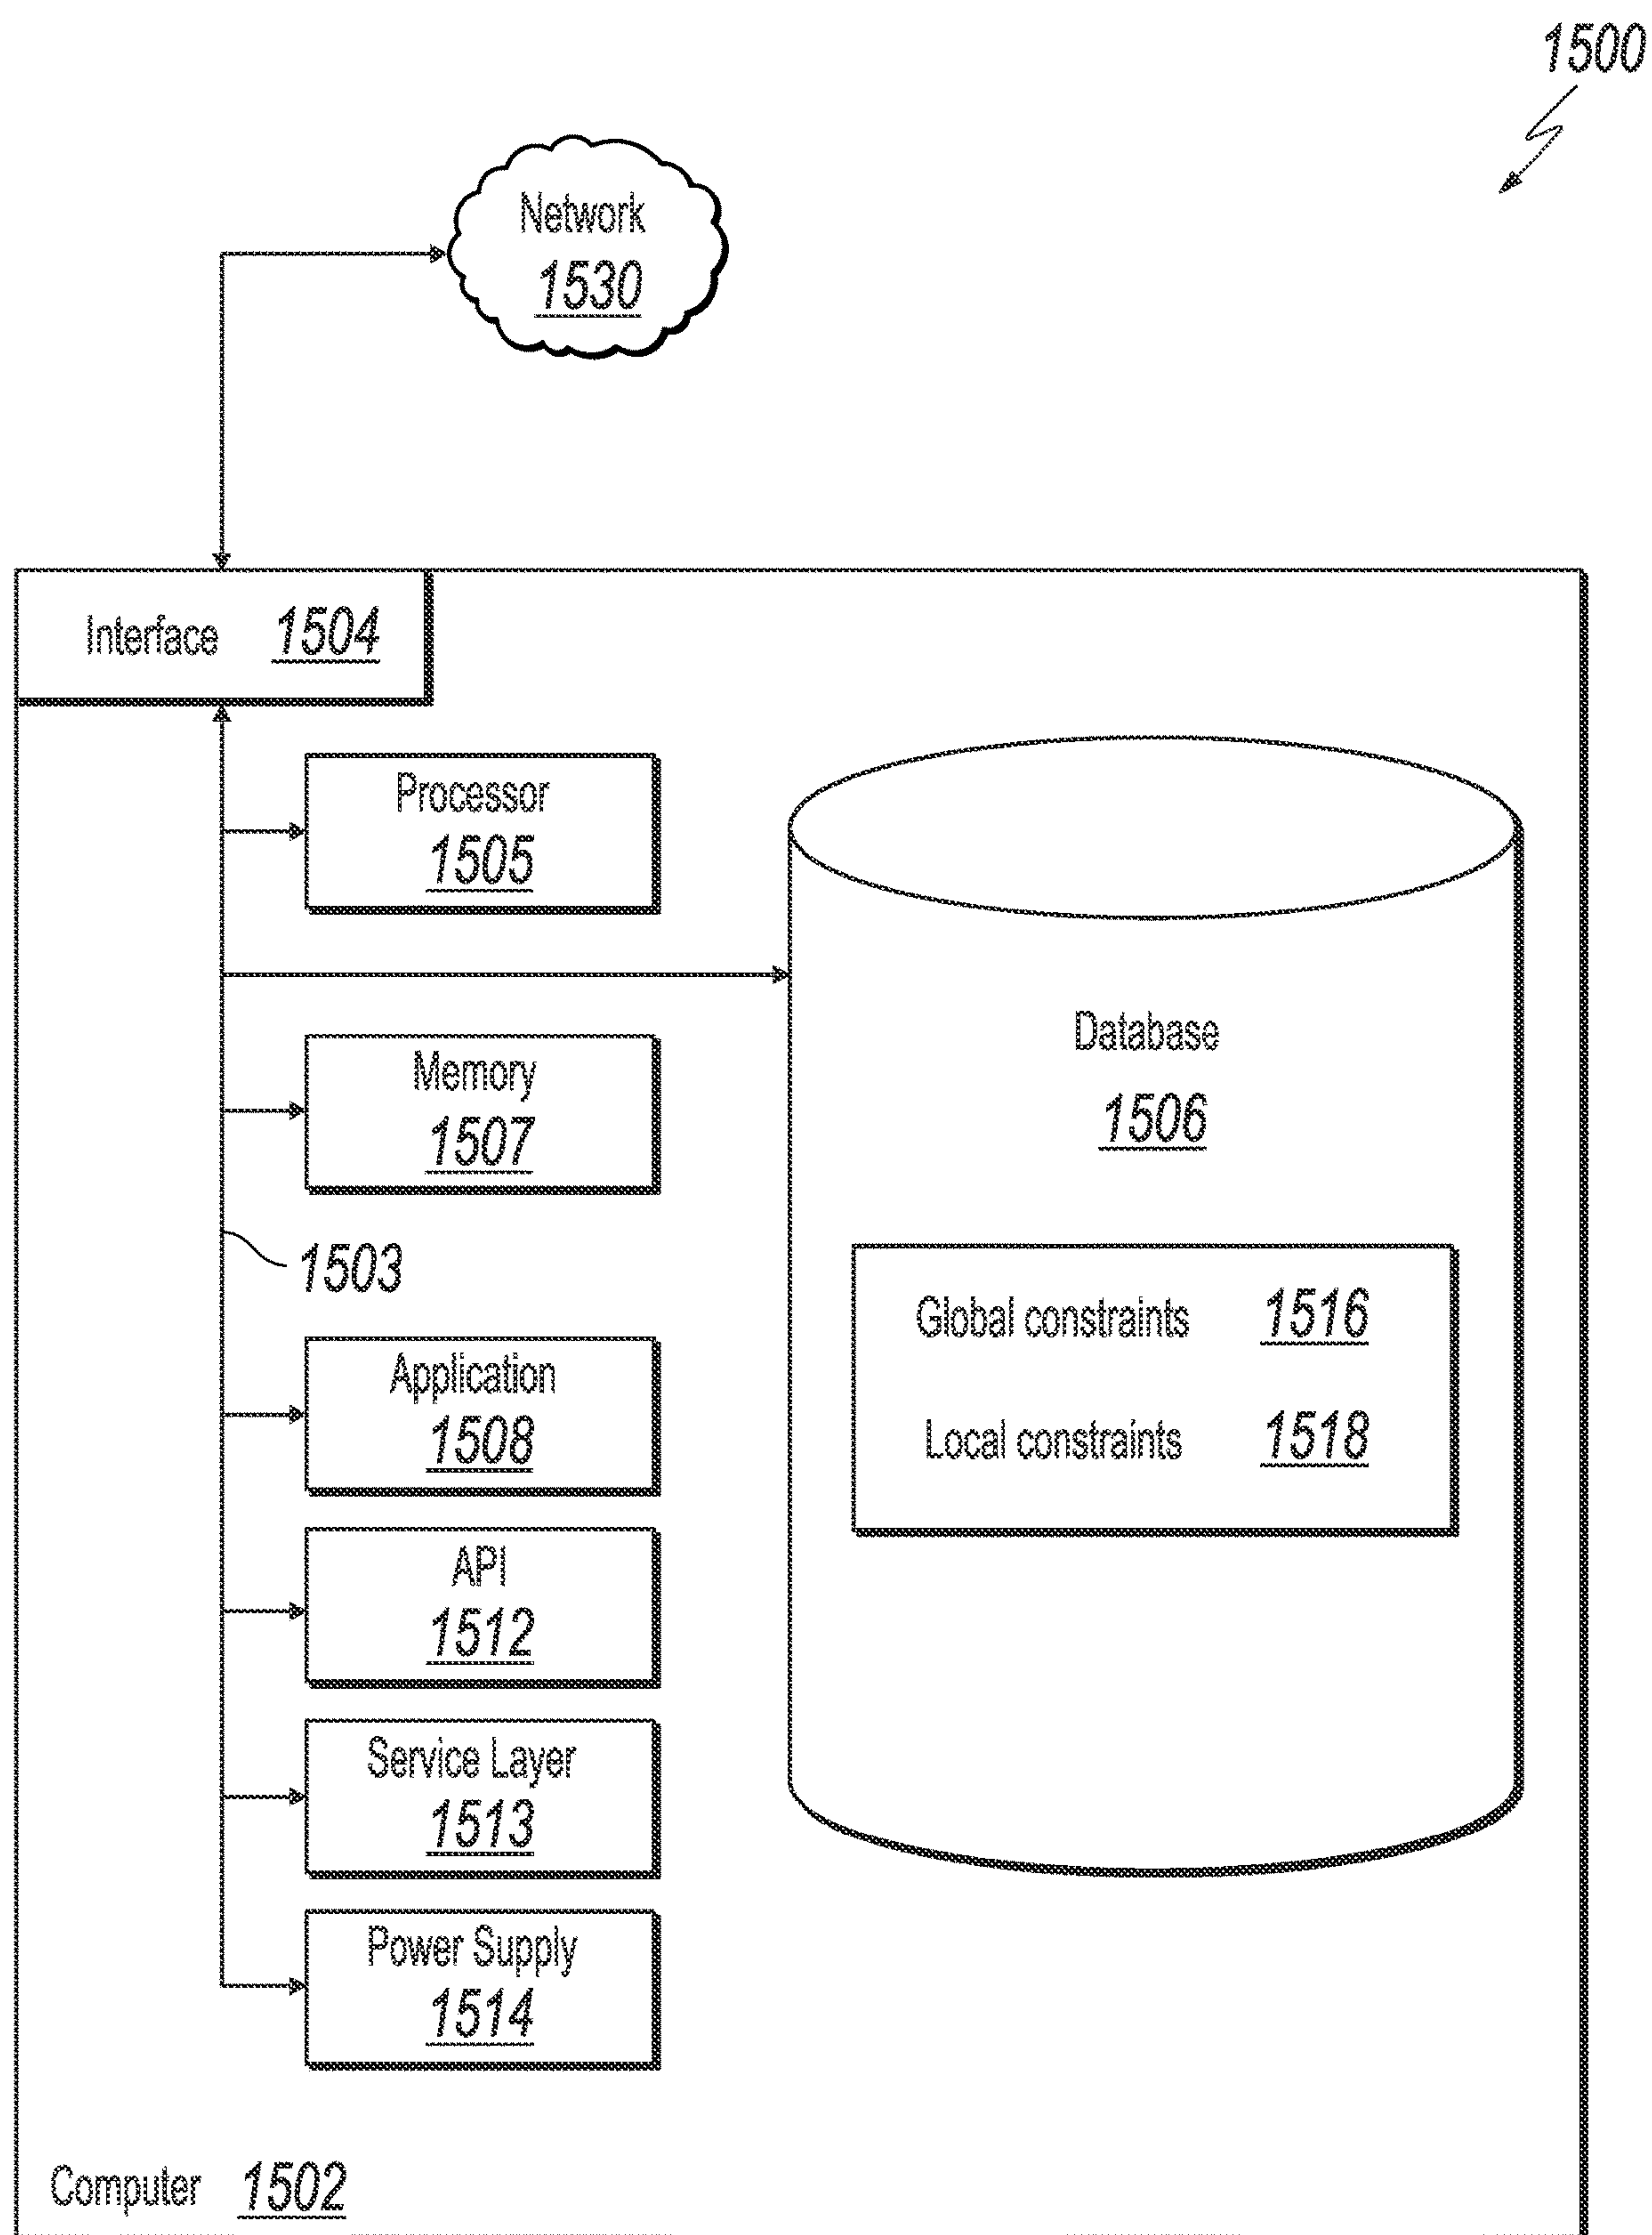 1500
Network
1530
Interface 1504
Processor
1505
Memory
1507
1503
Application
1508
API
1512
Service Layer
1513
Power Supply
1514
Database
1506
Global constraints 1516
Local constraints 1518
Computer 1502